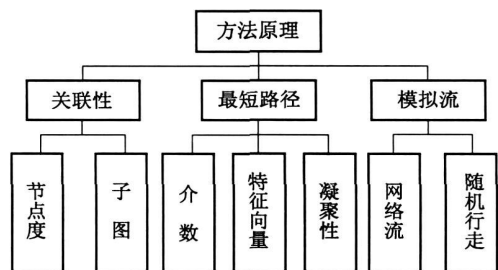 方法原理
关联性
最短路径
模拟流
节点度
子图
介数
特征向量
凝聚性
网络流
随机行走